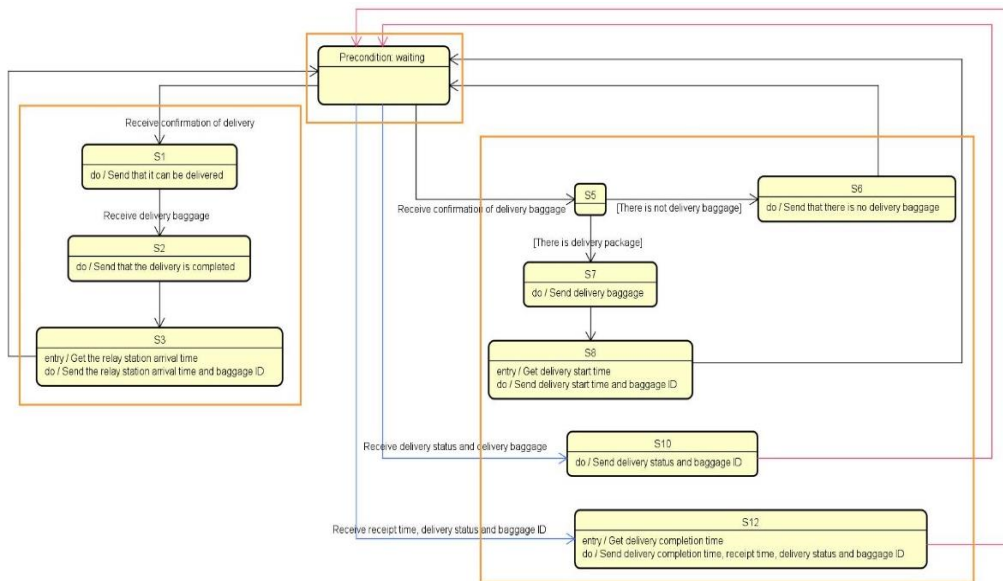 Precondition: waiting
Receive confirmation of delivery
S1
do / Send that it can be delivered
Receive delivery baggage
S2
do / Send that the delivery is completed
S3
entry / Get the relay station arrival time
do / Send the relay station arrival time and baggage ID
Receive confirmation of delivery baggage
S5
[There is not delivery baggage]
S6
do / Send that there is no delivery baggage
[There is delivery package]
S7
do / Send delivery baggage
S8
entry / Get delivery start time
do / Send delivery start time and baggage ID
Receive delivery status and delivery baggage
S10
do / Send delivery status and baggage ID
Receive receipt time, delivery status and baggage ID
S12
entry / Get delivery completion time
do / Send delivery completion time, receipt time, delivery status and baggage ID